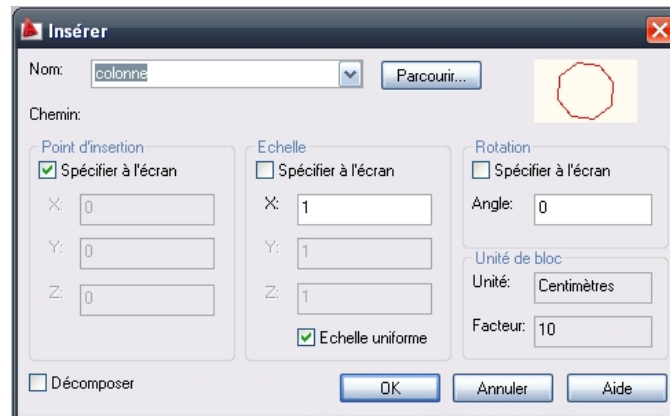 Insérer
Nom: colonne Parcourir...
Chemin:
Point d'insertion
Spécifier à l'écran
X: 0
Y: 0
Z: 0
Echelle
Spécifier à l'écran
X: 1
Y: 1
Z: 1
Echelle uniforme
Rotation
Spécifier à l'écran
Angle: 0
Unité de bloc
Unité: Centimètres
Facteur: 10
Décomposer OK Annuler Aide